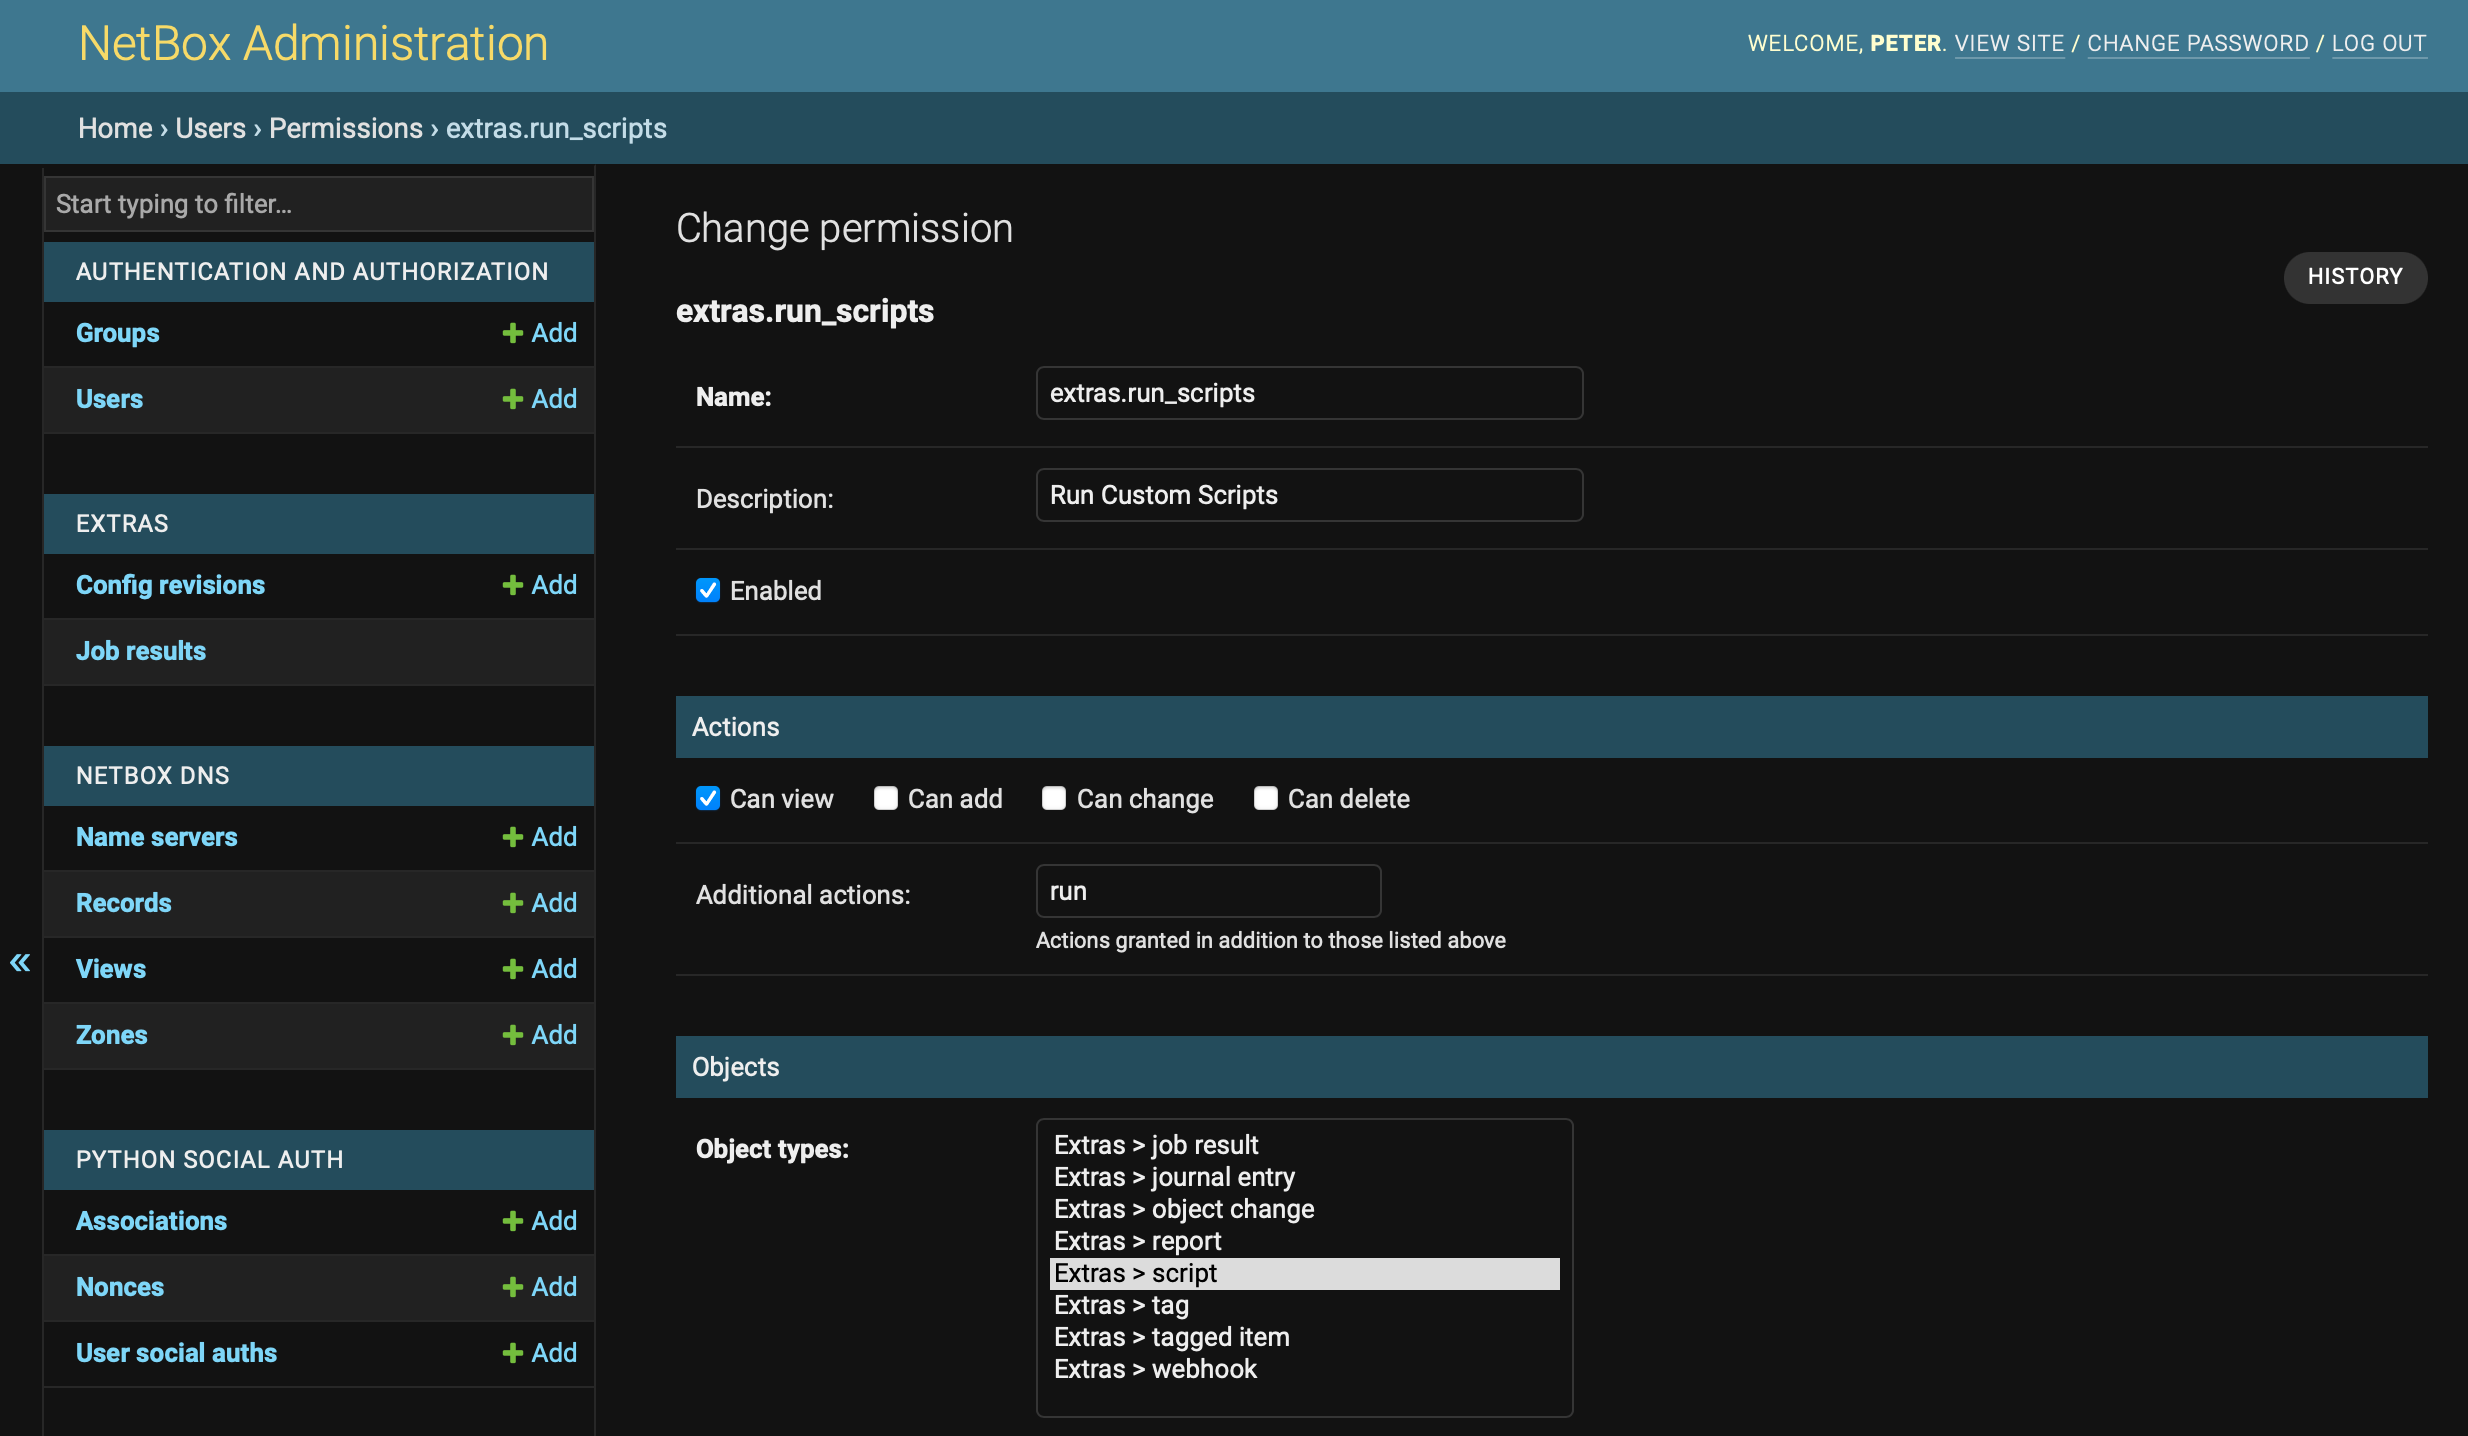 NetBox Administration
WELCOME, PETER. VIEW SITE / CHANGE PASSWORD / LOG OUT
Home › Users › Permissions › extras.run_scripts
Start typing to filter...
AUTHENTICATION AND AUTHORIZATION
Groups + Add
Users + Add
EXTRAS
Config revisions + Add
Job results
NETBOX DNS
Name servers + Add
Records + Add
Views + Add
Zones + Add
PYTHON SOCIAL AUTH
Associations + Add
Nonces + Add
User social auths + Add
«
Change permission
HISTORY
extras.run_scripts
Name: extras.run_scripts
Description: Run Custom Scripts
Enabled
Actions
Can view Can add Can change Can delete
Additional actions: run
Actions granted in addition to those listed above
Objects
Object types:
Extras > job result
Extras > journal entry
Extras > object change
Extras > report
Extras > script
Extras > tag
Extras > tagged item
Extras > webhook